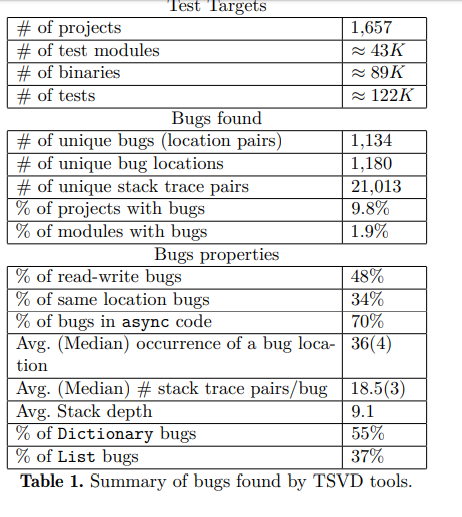 Test Targets
# of projects 1,657
# of test modules ≈ 43K
# of binaries ≈ 89K
# of tests ≈ 122K
Bugs found
# of unique bugs (location pairs) 1,134
# of unique bug locations 1,180
# of unique stack trace pairs 21,013
% of projects with bugs 9.8%
% of modules with bugs 1.9%
Bugs properties
% of read-write bugs 48%
% of same location bugs 34%
% of bugs in async code 70%
Avg. (Median) occurrence of a bug loca- 36(4)
tion
Avg. (Median) # stack trace pairs/bug 18.5(3)
Avg. Stack depth 9.1
% of Dictionary bugs 55%
% of List bugs 37%
Table 1. Summary of bugs found by TSVD tools.